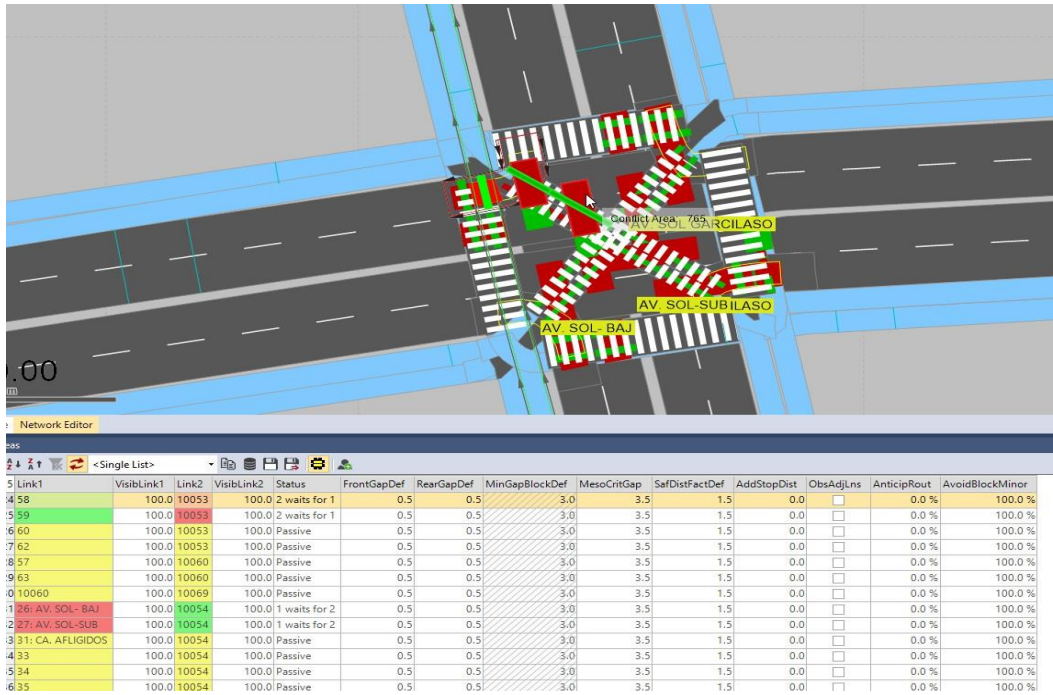 Conflict Area 765
AV. SOL GARCILASO
AV. SOL-SUB ILASO
AV. SOL- BAJ
.00
m
Network Editor
eas
<Single List>
5 Link1 VisibLink1 Link2 VisibLink2 Status FrontGapDef RearGapDef MinGapBlockDef MesoCritGap SafDistFactDef AddStopDist ObsAdjLns AnticipRout AvoidBlockMinor
24 58 100.0 10053 100.0 2 waits for 1 0.5 0.5 3.0 3.5 1.5 0.0 0.0 % 100.0 %
25 59 100.0 10053 100.0 2 waits for 1 0.5 0.5 3.0 3.5 1.5 0.0 0.0 % 100.0 %
26 60 100.0 10053 100.0 Passive 0.5 0.5 3.0 3.5 1.5 0.0 0.0 % 100.0 %
27 62 100.0 10053 100.0 Passive 0.5 0.5 3.0 3.5 1.5 0.0 0.0 % 100.0 %
28 57 100.0 10060 100.0 Passive 0.5 0.5 3.0 3.5 1.5 0.0 0.0 % 100.0 %
29 63 100.0 10060 100.0 Passive 0.5 0.5 3.0 3.5 1.5 0.0 0.0 % 100.0 %
30 10060 100.0 10069 100.0 Passive 0.5 0.5 3.0 3.5 1.5 0.0 0.0 % 100.0 %
31 26: AV. SOL- BAJ 100.0 10054 100.0 1 waits for 2 0.5 0.5 3.0 3.5 1.5 0.0 0.0 % 100.0 %
32 27: AV. SOL-SUB 100.0 10054 100.0 1 waits for 2 0.5 0.5 3.0 3.5 1.5 0.0 0.0 % 100.0 %
33 31: CA. AFLIGIDOS 100.0 10054 100.0 Passive 0.5 0.5 3.0 3.5 1.5 0.0 0.0 % 100.0 %
34 33 100.0 10054 100.0 Passive 0.5 0.5 3.0 3.5 1.5 0.0 0.0 % 100.0 %
35 34 100.0 10054 100.0 Passive 0.5 0.5 3.0 3.5 1.5 0.0 0.0 % 100.0 %
36 35 100.0 10054 100.0 Passive 0.5 0.5 3.0 3.5 1.5 0.0 0.0 % 100.0 %